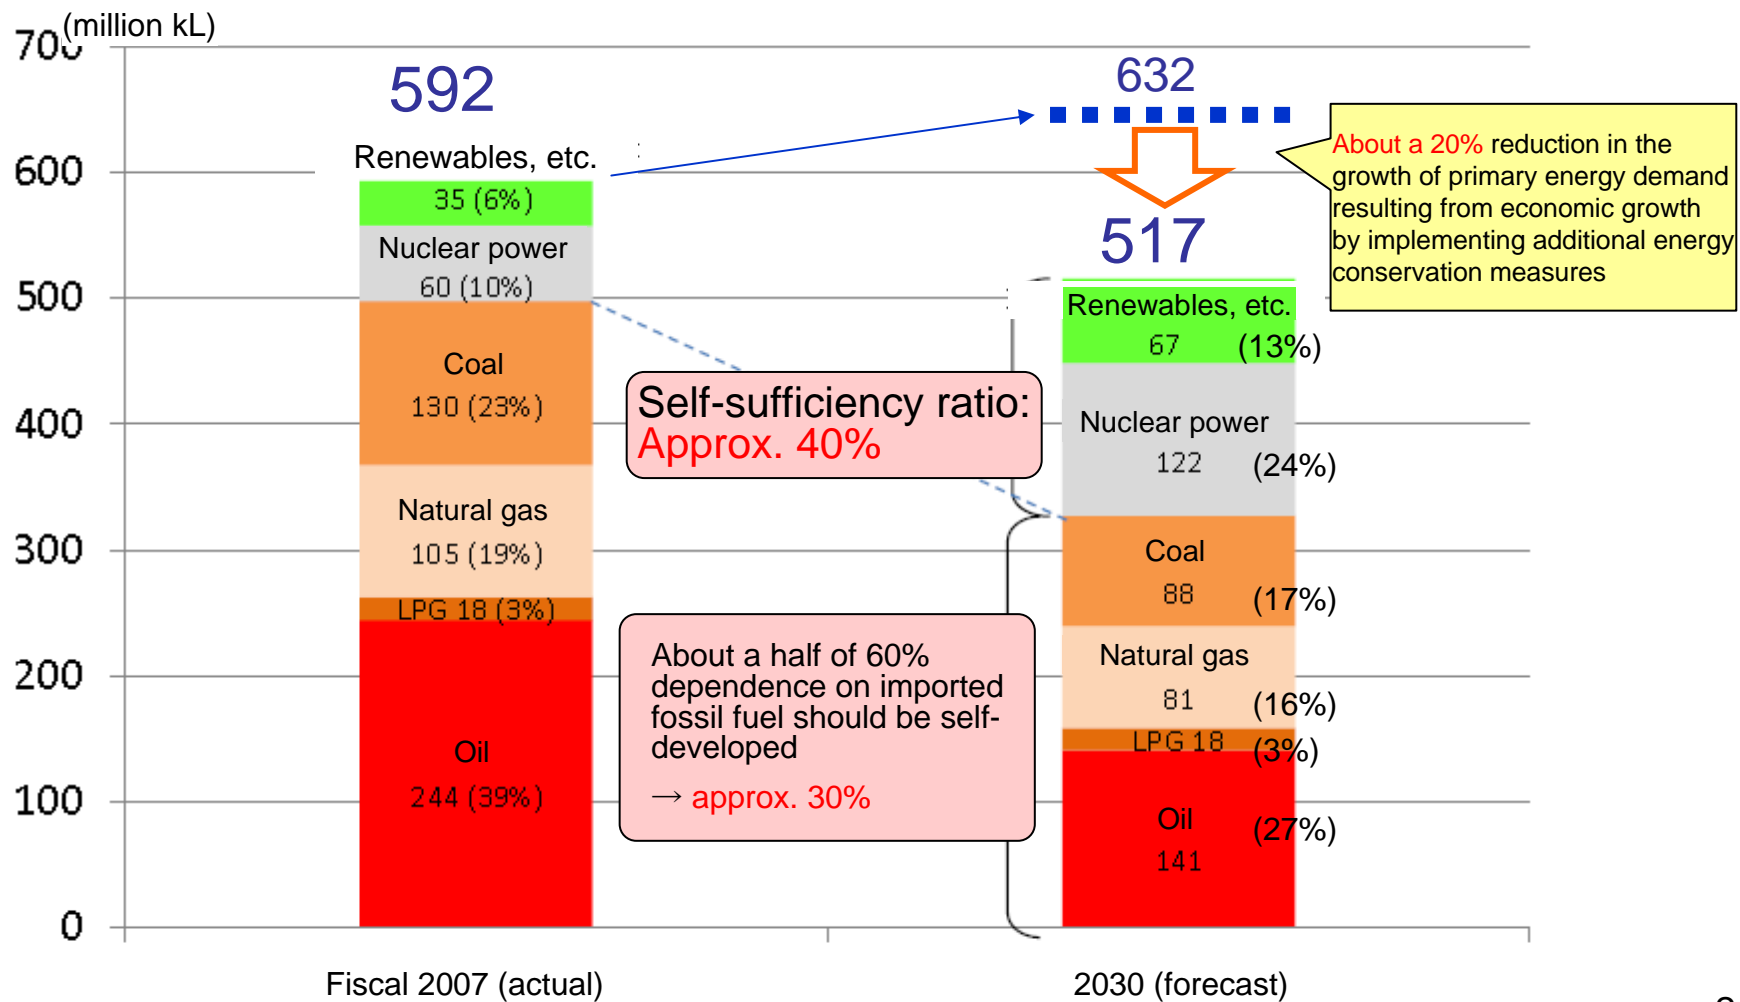 (million kL)
700
600
500
400
300
200
100
0
592
Renewables, etc.
35 (6%)
Nuclear power
60 (10%)
Coal
130 (23%)
Natural gas
105 (19%)
LPG 18 (3%)
Oil
244 (39%)
Fiscal 2007 (actual)
Self-sufficiency ratio:
Approx. 40%
About a half of 60%
dependence on imported
fossil fuel should be self-
developed
→ approx. 30%
632
517
Renewables, etc.
67 (13%)
Nuclear power
122 (24%)
Coal
88 (17%)
Natural gas
81 (16%)
LPG 18 (3%)
Oil
141 (27%)
2030 (forecast)
About a 20% reduction in the
growth of primary energy demand
resulting from economic growth
by implementing additional energy
conservation measures